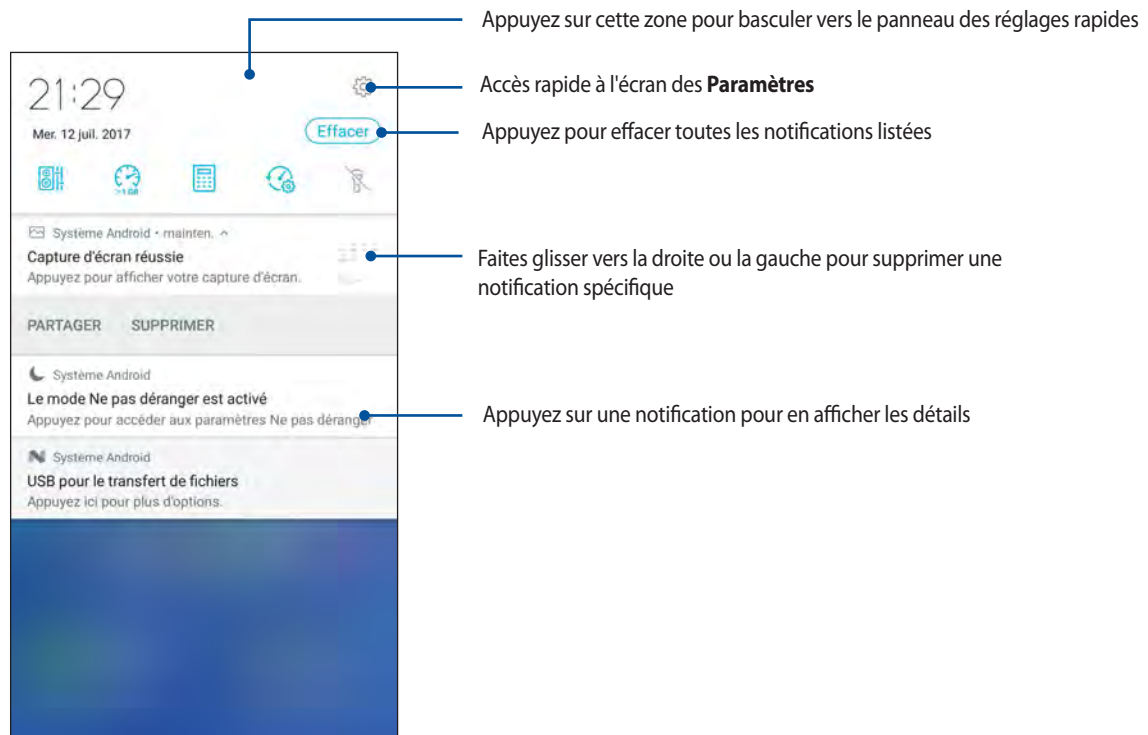 Appuyez sur cette zone pour basculer vers le panneau des réglages rapides
21:29
Accès rapide à l'écran des Paramètres
Mer. 12 juil. 2017
Effacer
Appuyez pour effacer toutes les notifications listées
>1 GB
Système Android • mainten.
Capture d'écran réussie
Appuyez pour afficher votre capture d'écran.
Faites glisser vers la droite ou la gauche pour supprimer une
notification spécifique
PARTAGER SUPPRIMER
Système Android
Le mode Ne pas déranger est activé
Appuyez pour accéder aux paramètres Ne pas déranger
Appuyez sur une notification pour en afficher les détails
Système Android
USB pour le transfert de fichiers
Appuyez ici pour plus d'options.